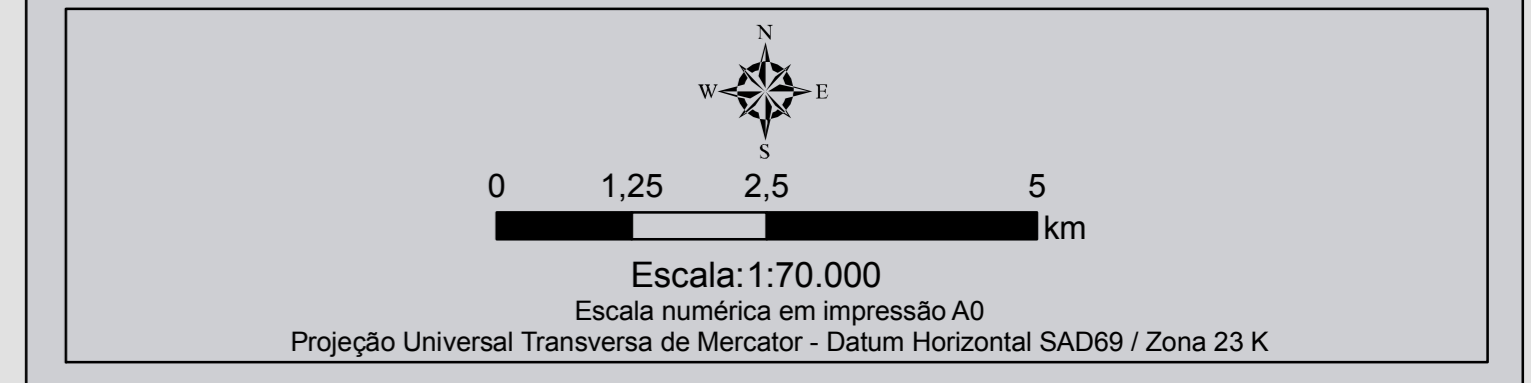 N
W E
S
0 1,25 2,5 5
km
Escala:1:70.000
Escala numérica em impressão A0
Projeção Universal Transversa de Mercator - Datum Horizontal SAD69 / Zona 23 K